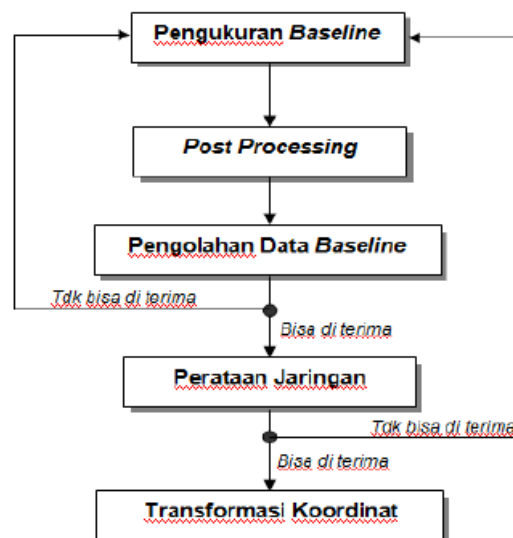 Pengukuran Baseline
Post Processing
Pengolahan Data Baseline
Tdk bisa di terima
Bisa di terima
Perataan Jaringan
Tdk bisa di terima
Bisa di terima
Transformasi Koordinat